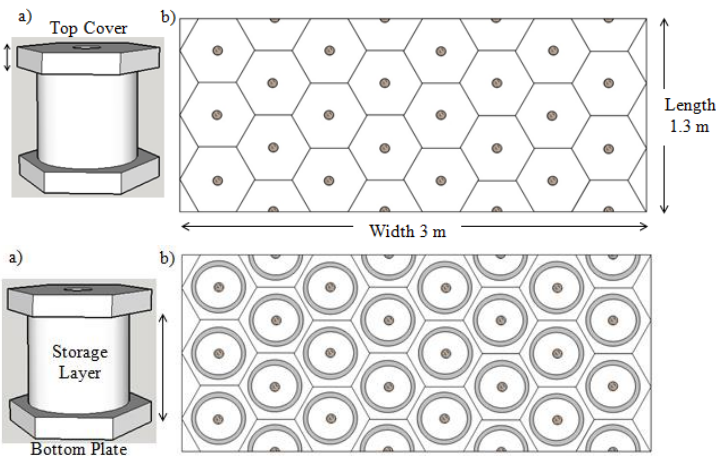 a)
Top Cover
b)
Length
1.3 m
Width 3 m
a)
b)
Storage
Layer
Bottom Plate